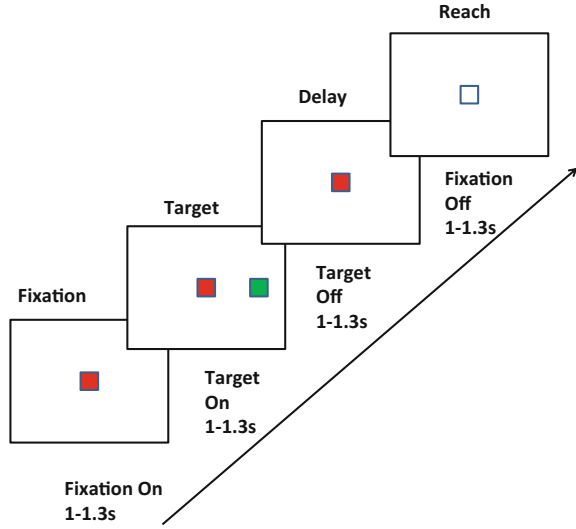 Reach
Delay
Fixation
Off
1-1.3s
Target
Target
Off
1-1.3s
Fixation
Target
On
1-1.3s
Fixation On
1-1.3s